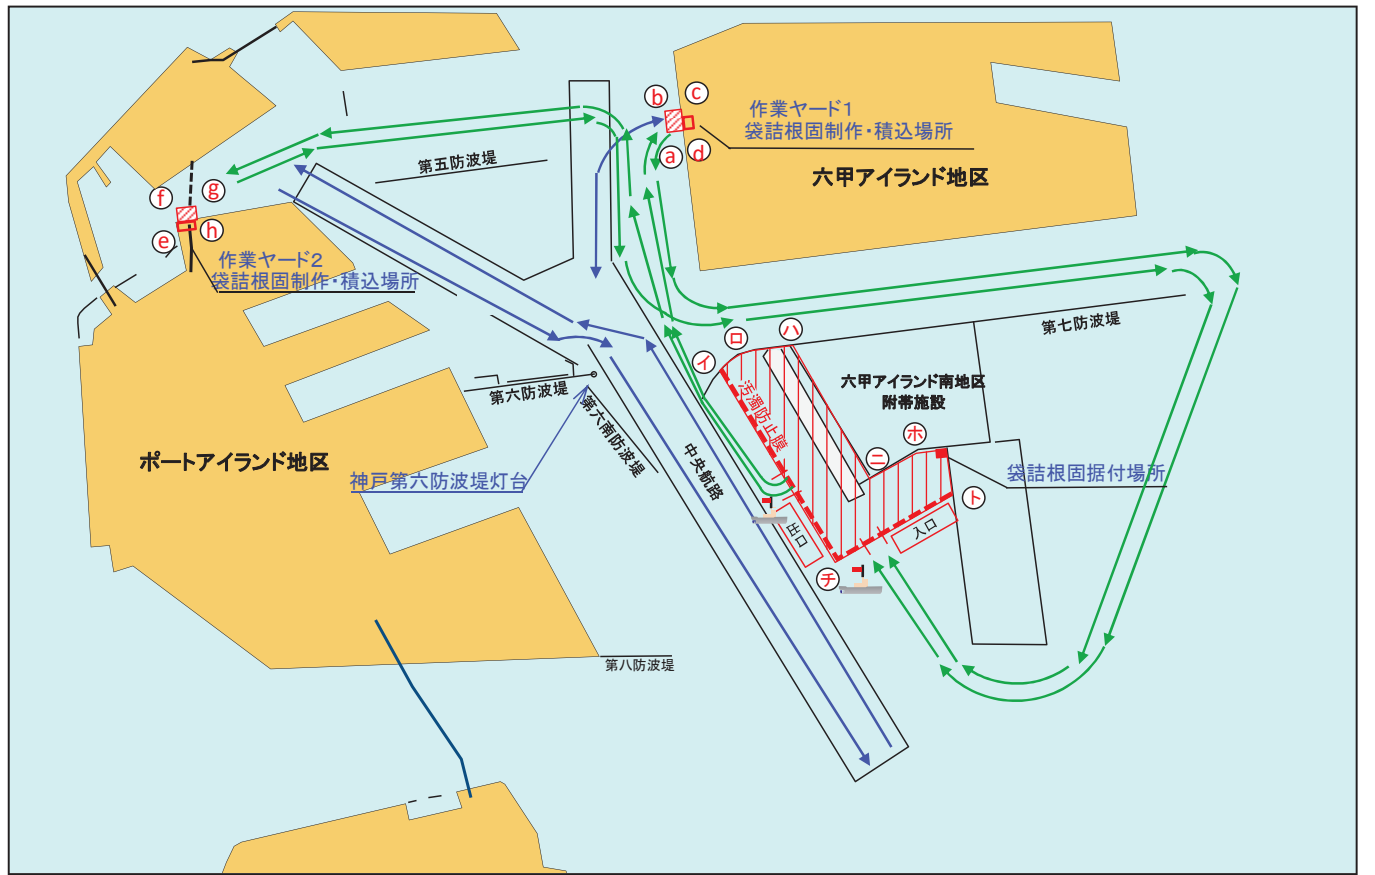 b
c
a
d
作業ヤード1
袋詰根固制作・積込場所
六甲アイランド地区
第五防波堤
f
g
e
h
作業ヤード2
袋詰根固制作・積込場所
第七防波堤
イ
ロ
ハ
六甲アイランド南地区
附帯施設
汚濁防止膜
第六防波堤
第六南防波堤
中央航路
ニ
ホ
袋詰根固据付場所
ト
ポートアイランド地区
神戸第六防波堤灯台
出口
入口
チ
第八防波堤